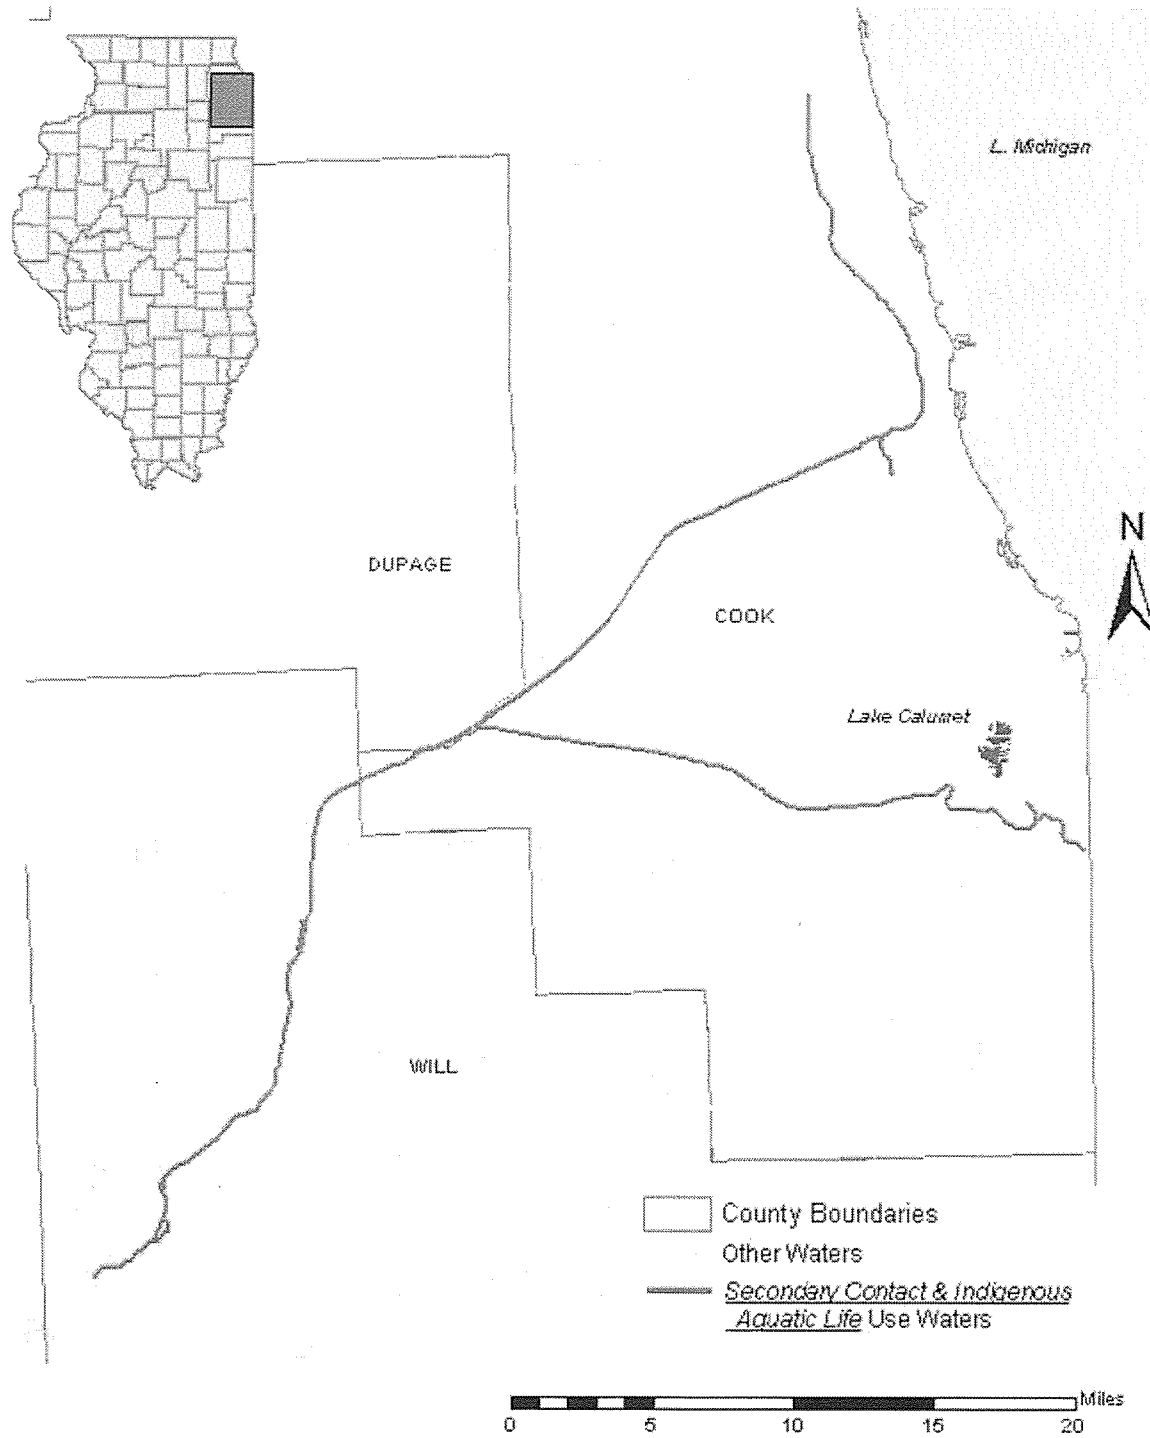 L. Michigan
N
DUPAGE
COOK
Lake Calumet
WILL
County Boundaries
Other Waters
Secondary Contact & Indigenous
Aquatic Life Use Waters
Miles
0 5 10 15 20